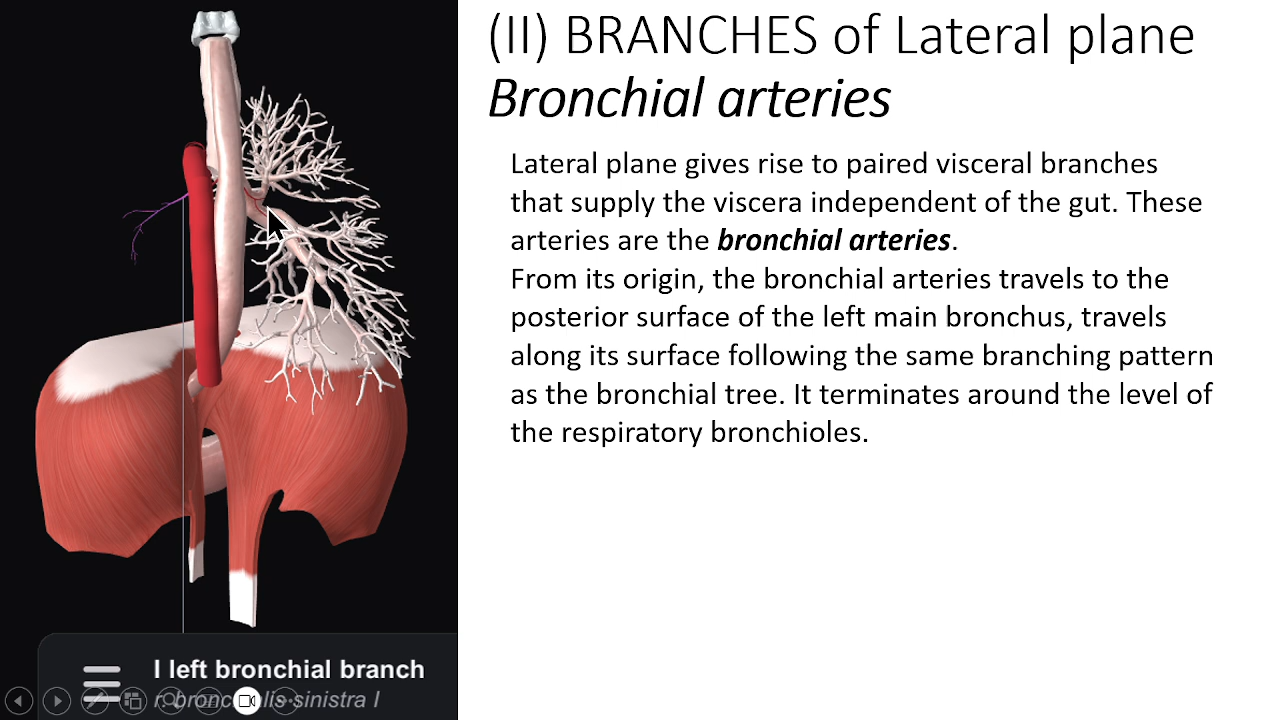 (II) BRANCHES of Lateral plane
Bronchial arteries
Lateral plane gives rise to paired visceral branches
that supply the viscera independent of the gut. These
arteries are the bronchial arteries.
From its origin, the bronchial arteries travels to the
posterior surface of the left main bronchus, travels
along its surface following the same branching pattern
as the bronchial tree. It terminates around the level of
the respiratory bronchioles.
I left bronchial branch
r. sinistra I